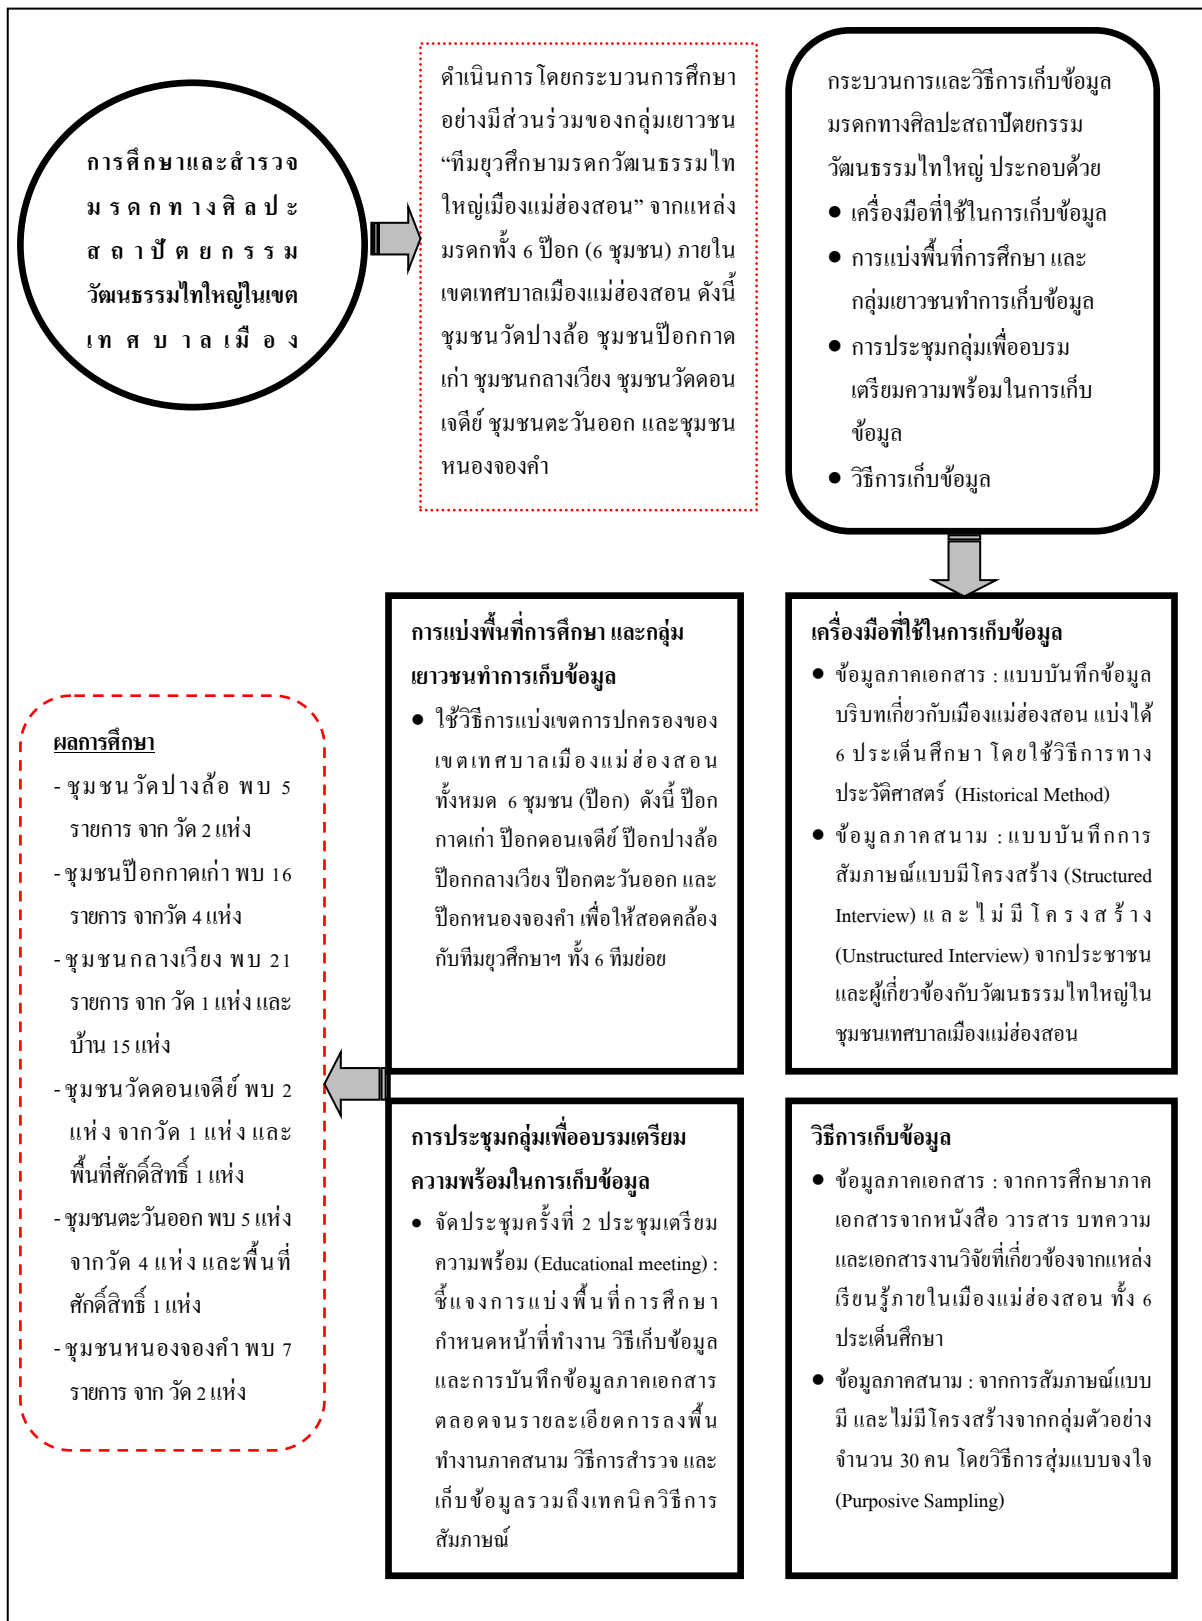 การศึกษาและสำรวจ
มรดกทางศิลปะ
สถาปัตยกรรม
วัฒนธรรมไทใหญ่ในเขต
เทศบาลเมือง
ดำเนินการโดยกระบวนการศึกษา
อย่างมีส่วนร่วมของกลุ่มเยาวชน
“ทีมยุวศึกษามรดกวัฒนธรรมไท
ใหญ่เมืองแม่ฮ่องสอน” จากแหล่ง
มรดกทั้ง 6 ป๊อก (6 ชุมชน) ภายใน
เขตเทศบาลเมืองแม่ฮ่องสอน ดังนี้
ชุมชนวัดปางล้อ ชุมชนป๊อกกาด
เก่า ชุมชนกลางเวียง ชุมชนวัดดอน
เจดีย์ ชุมชนตะวันออก และชุมชน
หนองจองคำ
กระบวนการและวิธีการเก็บข้อมูล
มรดกทางศิลปะสถาปัตยกรรม
วัฒนธรรมไทใหญ่ ประกอบด้วย
● เครื่องมือที่ใช้ในการเก็บข้อมูล
● การแบ่งพื้นที่การศึกษา และ
กลุ่มเยาวชนทำการเก็บข้อมูล
● การประชุมกลุ่มเพื่ออบรม
เตรียมความพร้อมในการเก็บ
ข้อมูล
● วิธีการเก็บข้อมูล
เครื่องมือที่ใช้ในการเก็บข้อมูล
● ข้อมูลภาคเอกสาร : แบบบันทึกข้อมูล
บริบทเกี่ยวกับเมืองแม่ฮ่องสอน แบ่งได้
6 ประเด็นศึกษา โดยใช้วิธีการทาง
ประวัติศาสตร์ (Historical Method)
● ข้อมูลภาคสนาม : แบบบันทึกการ
สัมภาษณ์แบบมีโครงสร้าง (Structured
Interview) และไม่มีโครงสร้าง
(Unstructured Interview) จากประชาชน
และผู้เกี่ยวข้องกับวัฒนธรรมไทใหญ่ใน
ชุมชนเทศบาลเมืองแม่ฮ่องสอน
การแบ่งพื้นที่การศึกษา และกลุ่ม
เยาวชนทำการเก็บข้อมูล
● ใช้วิธีการแบ่งเขตการปกครองของ
เขตเทศบาลเมืองแม่ฮ่องสอน
ทั้งหมด 6 ชุมชน (ป๊อก) ดังนี้ ป๊อก
กาดเก่า ป๊อกดอนเจดีย์ ป๊อกปางล้อ
ป๊อกกลางเวียง ป๊อกตะวันออก และ
ป๊อกหนองจองคำ เพื่อให้สอดคล้อง
กับทีมยุวศึกษาฯ ทั้ง 6 ทีมย่อย
การประชุมกลุ่มเพื่ออบรมเตรียม
ความพร้อมในการเก็บข้อมูล
● จัดประชุมครั้งที่ 2 ประชุมเตรียม
ความพร้อม (Educational meeting) :
ชี้แจงการแบ่งพื้นที่การศึกษา
กำหนดหน้าที่ทำงาน วิธีเก็บข้อมูล
และการบันทึกข้อมูลภาคเอกสาร
ตลอดจนรายละเอียดการลงพื้น
ทำงานภาคสนาม วิธีการสำรวจ และ
เก็บข้อมูลรวมถึงเทคนิควิธีการ
สัมภาษณ์
วิธีการเก็บข้อมูล
● ข้อมูลภาคเอกสาร : จากการศึกษาภาค
เอกสารจากหนังสือ วารสาร บทความ
และเอกสารงานวิจัยที่เกี่ยวข้องจากแหล่ง
เรียนรู้ภายในเมืองแม่ฮ่องสอน ทั้ง 6
ประเด็นศึกษา
● ข้อมูลภาคสนาม : จากการสัมภาษณ์แบบ
มี และไม่มีโครงสร้างจากกลุ่มตัวอย่าง
จำนวน 30 คน โดยวิธีการสุ่มแบบจงใจ
(Purposive Sampling)
ผลการศึกษา
- ชุมชนวัดปางล้อ พบ 5
รายการ จาก วัด 2 แห่ง
- ชุมชนป๊อกกาดเก่า พบ 16
รายการ จากวัด 4 แห่ง
- ชุมชนกลางเวียง พบ 21
รายการ จาก วัด 1 แห่ง และ
บ้าน 15 แห่ง
- ชุมชนวัดดอนเจดีย์ พบ 2
แห่ง จากวัด 1 แห่ง และ
พื้นที่ศักดิ์สิทธิ์ 1 แห่ง
- ชุมชนตะวันออก พบ 5 แห่ง
จากวัด 4 แห่ง และพื้นที่
ศักดิ์สิทธิ์ 1 แห่ง
- ชุมชนหนองจองคำ พบ 7
รายการ จาก วัด 2 แห่ง